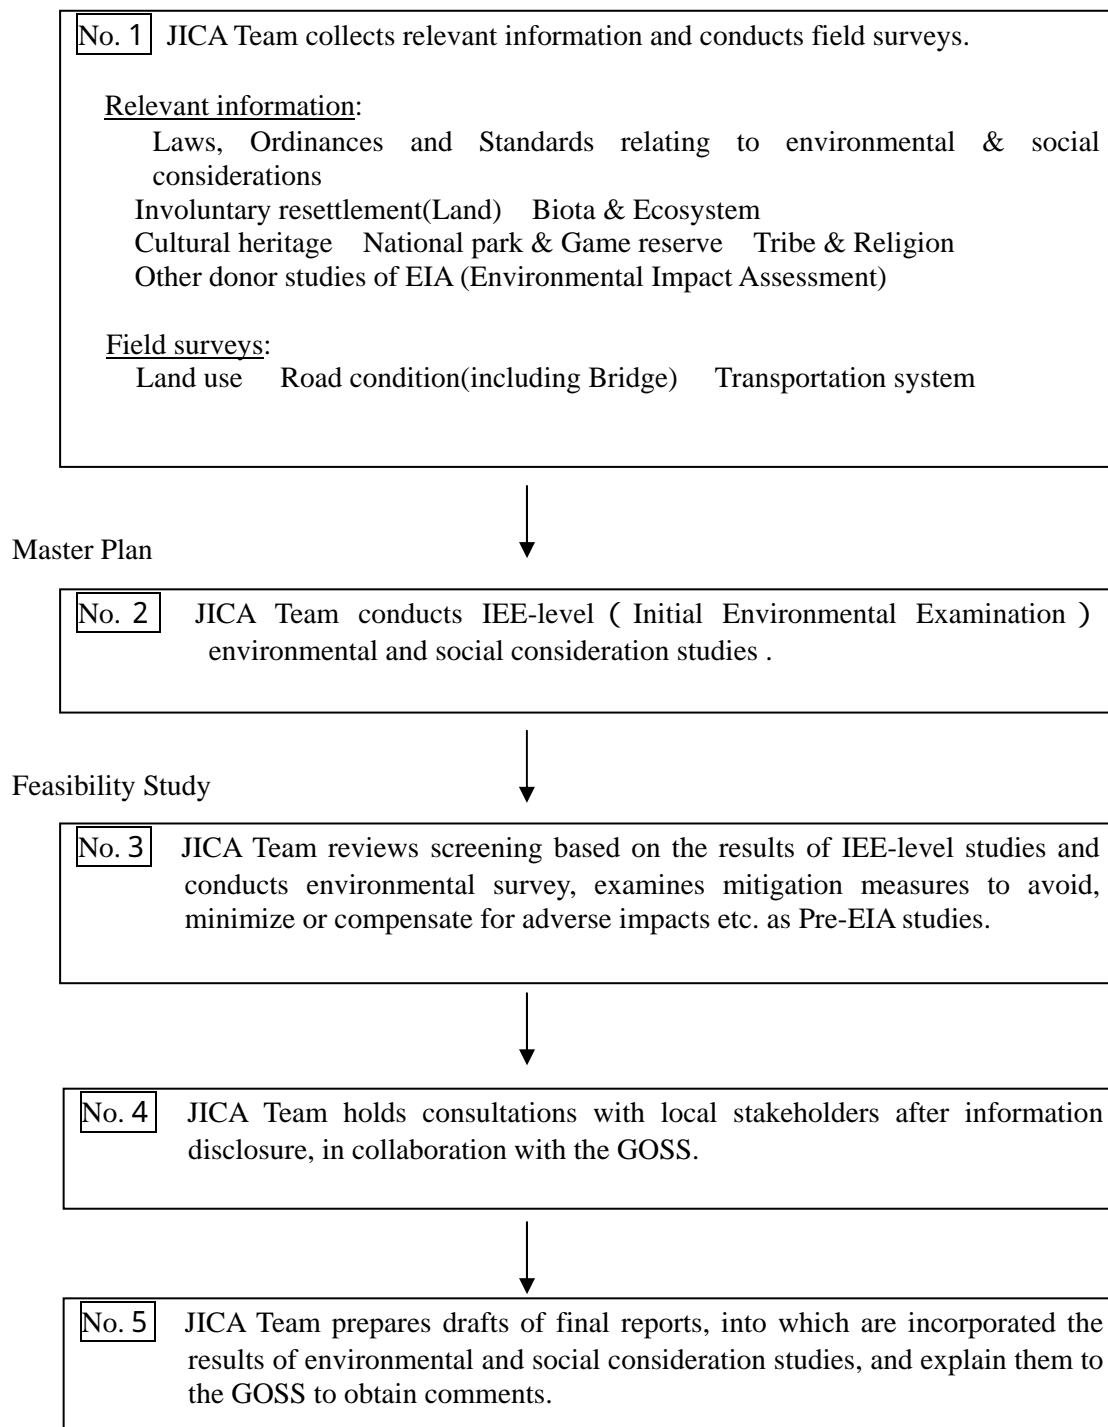 No. 1 JICA Team collects relevant information and conducts field surveys.
Relevant information:
Laws, Ordinances and Standards relating to environmental & social
considerations
Involuntary resettlement(Land) Biota & Ecosystem
Cultural heritage National park & Game reserve Tribe & Religion
Other donor studies of EIA (Environmental Impact Assessment)
Field surveys:
Land use Road condition(including Bridge) Transportation system
Master Plan
No. 2 JICA Team conducts IEE-level ( Initial Environmental Examination )
environmental and social consideration studies .
Feasibility Study
No. 3 JICA Team reviews screening based on the results of IEE-level studies and
conducts environmental survey, examines mitigation measures to avoid,
minimize or compensate for adverse impacts etc. as Pre-EIA studies.
No. 4 JICA Team holds consultations with local stakeholders after information
disclosure, in collaboration with the GOSS.
No. 5 JICA Team prepares drafts of final reports, into which are incorporated the
results of environmental and social consideration studies, and explain them to
the GOSS to obtain comments.